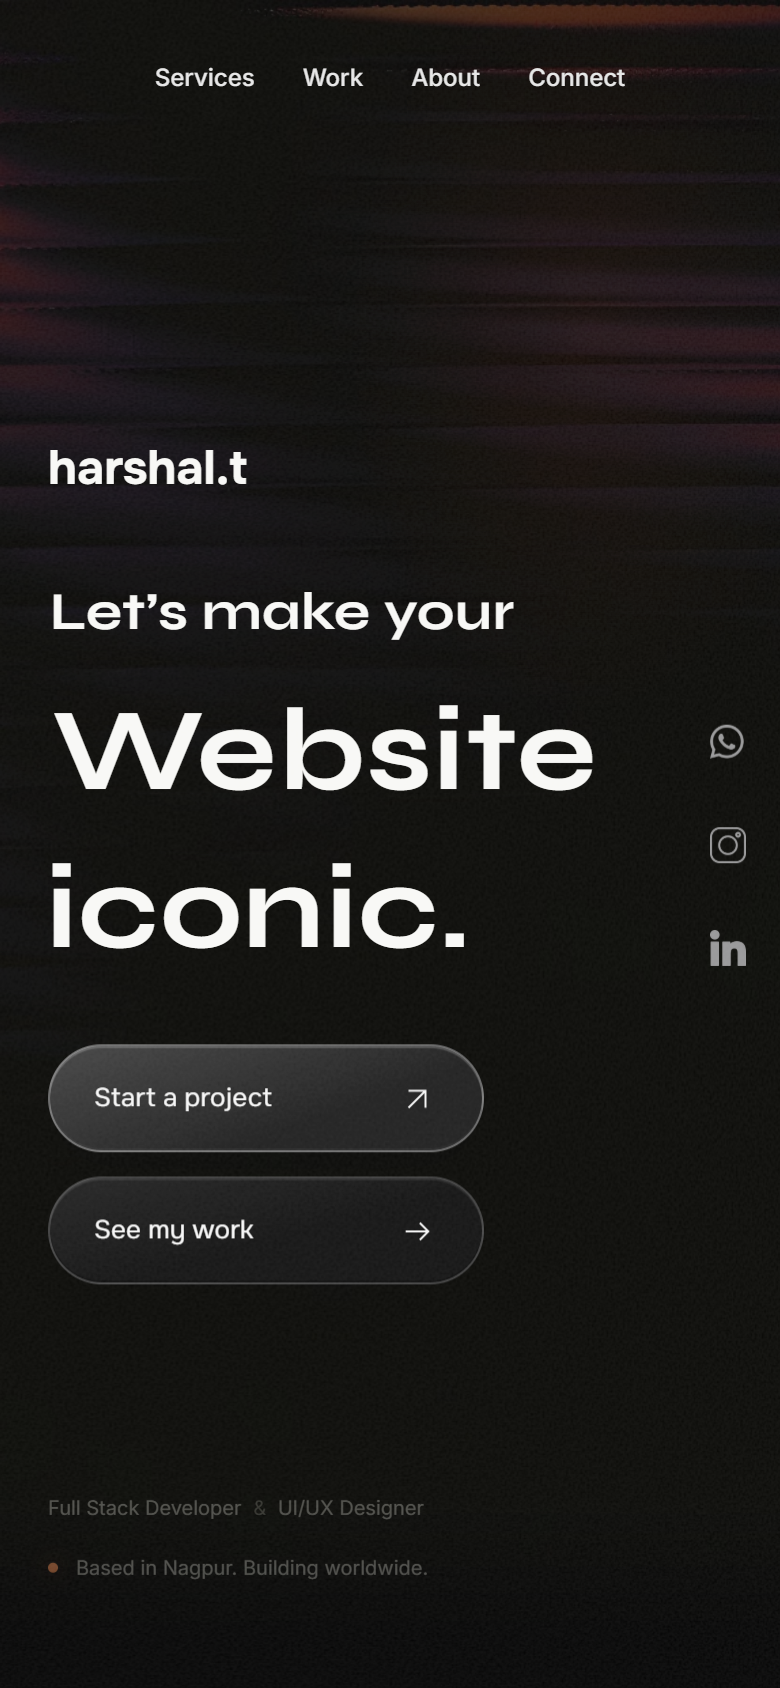 Services Work About Connect
harshal.t
Let’s make your
Website
iconic.
Start a project
See my work
Full Stack Developer & UI/UX Designer
Based in Nagpur. Building worldwide.